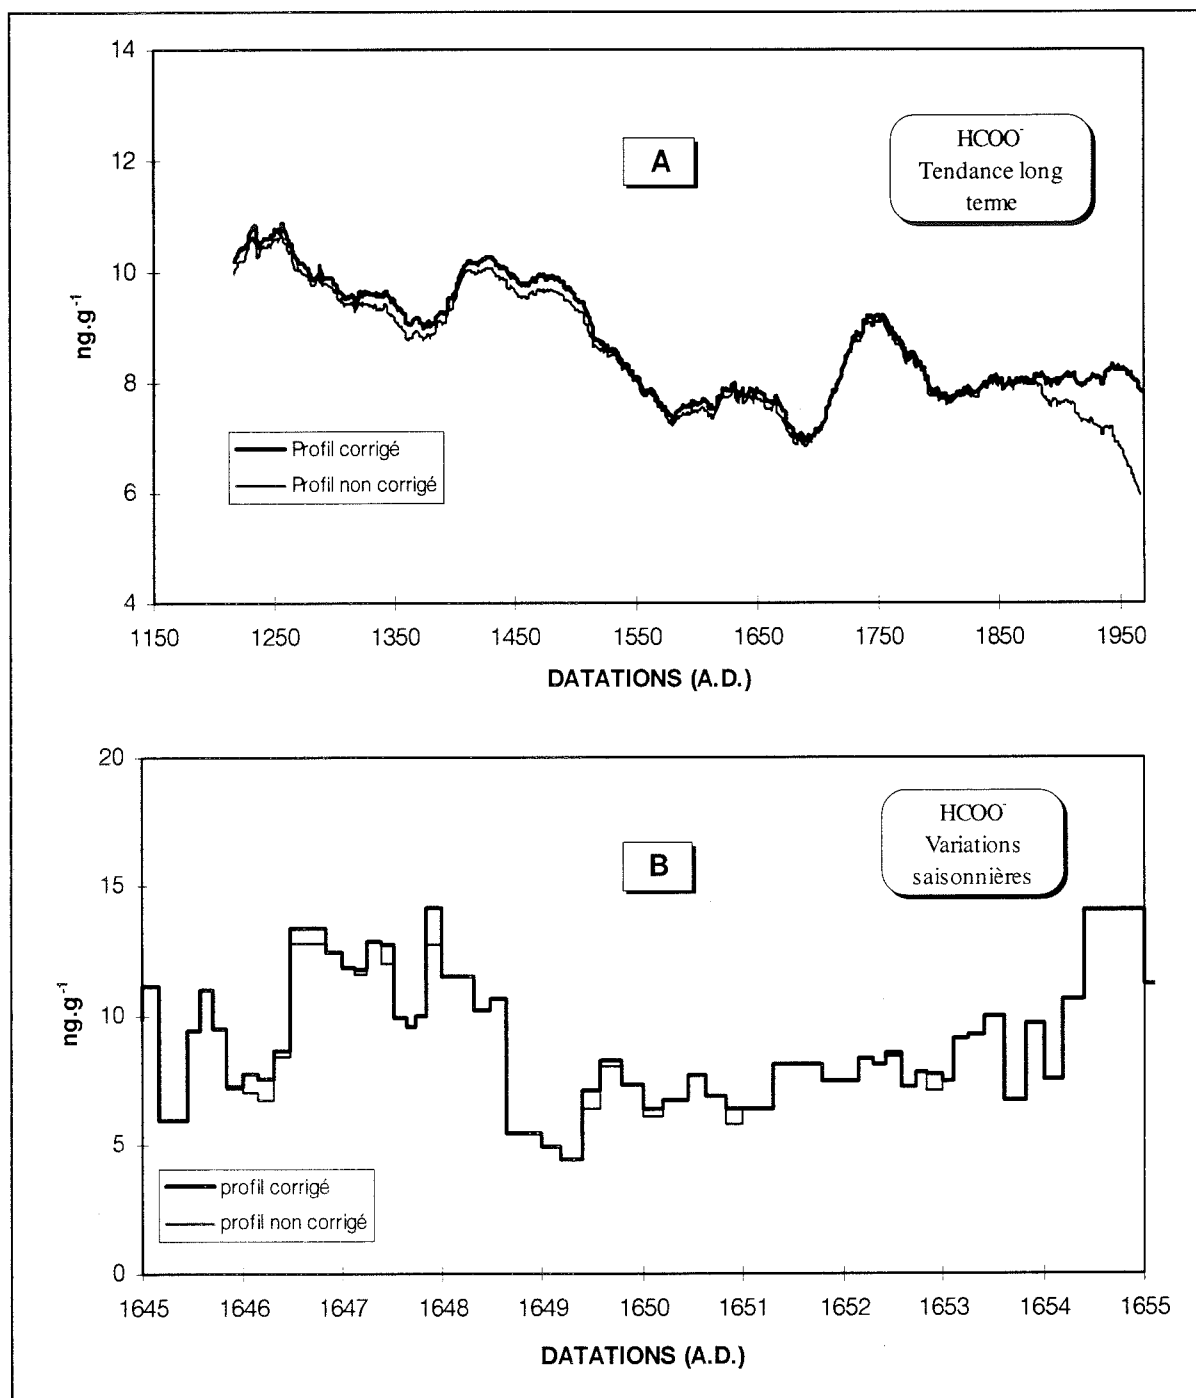 14
12
10
8
6
4
ng.g⁻¹
A
HCOO⁻
Tendance long
terme
Profil corrigé
Profil non corrigé
1150 1250 1350 1450 1550 1650 1750 1850 1950
DATATIONS (A.D.)
20
15
10
5
0
ng.g⁻¹
B
HCOO⁻
Variations
saisonnières
profil corrigé
profil non corrigé
1645 1646 1647 1648 1649 1650 1651 1652 1653 1654 1655
DATATIONS (A.D.)